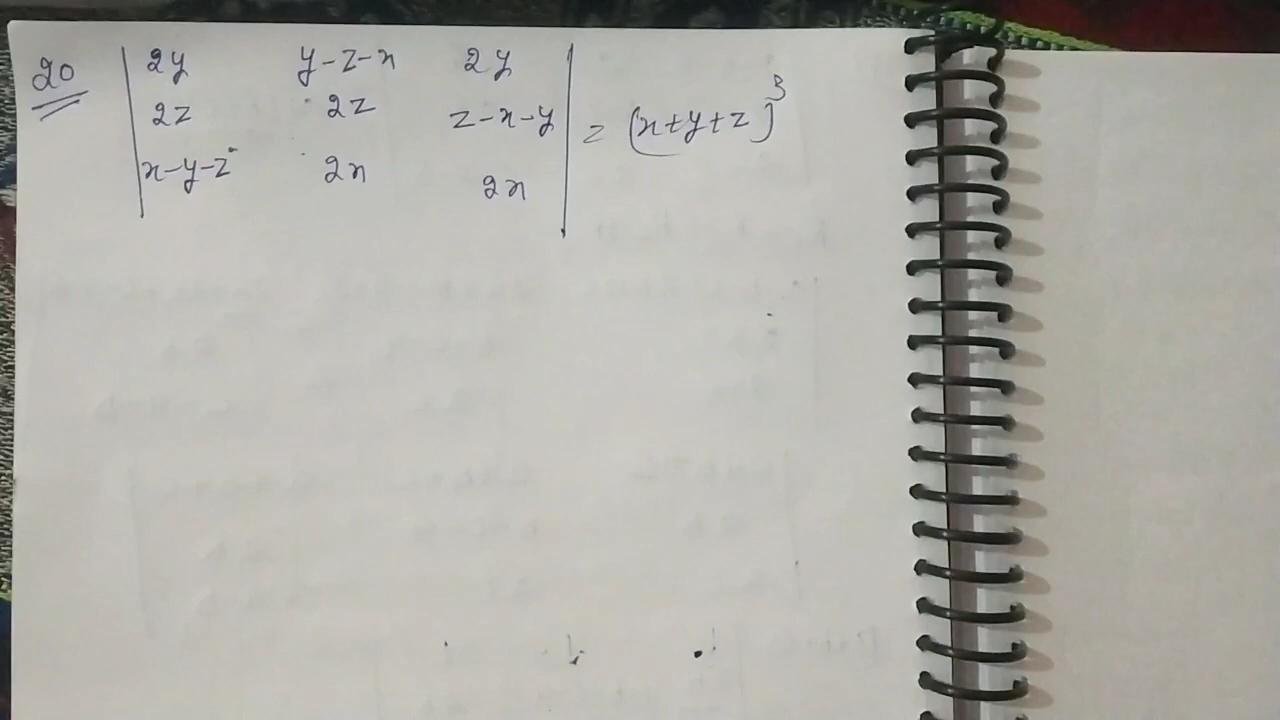 20 | 2y y-z-x 2y |
| 2z 2z z-x-y | = (x+y+z)³
| x-y-z 2x 2x |